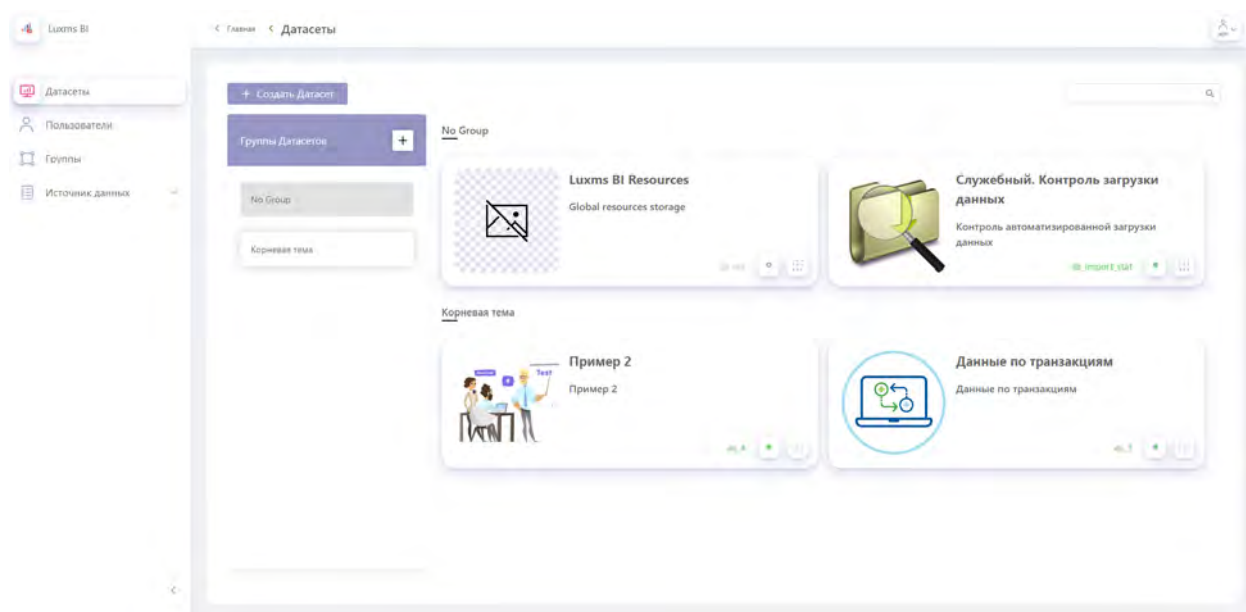 Luxms BI
Главная
Датасеты
Датасеты
Пользователи
Группы
Источник данных
+ Создать Датасет
Группы Датасетов
+
No Group
Корневая тема
No Group
Luxms BI Resources
Global resources storage
Служебный. Контроль загрузки
данных
Контроль автоматизированной загрузки
данных
Корневая тема
Пример 2
Пример 2
Test
Данные по транзакциям
Данные по транзакциям